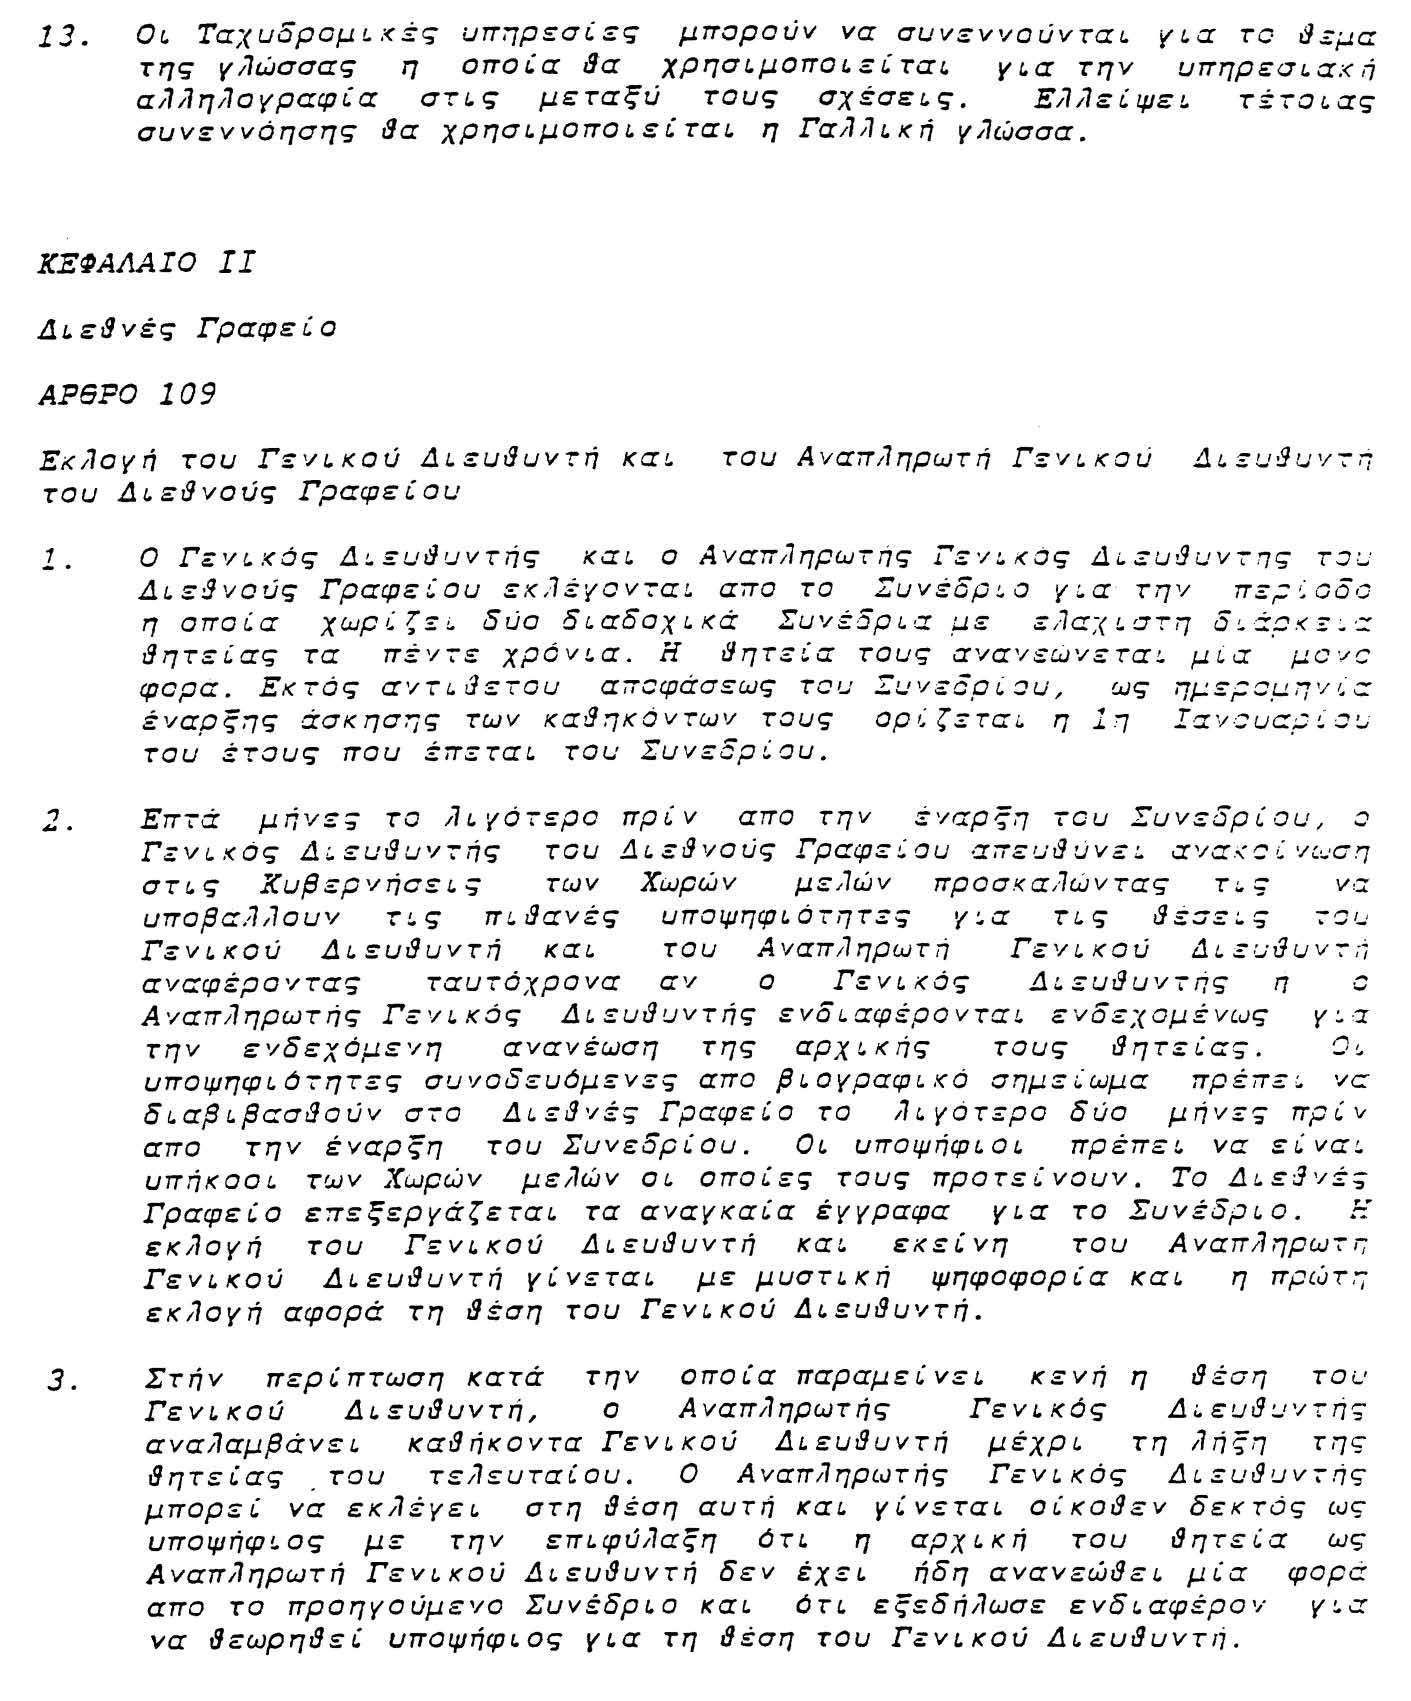 13. Οι Ταχυδρομικές υπηρεσίες μπορούν να συνεννούνται για το θεμα
της γλώσσας η οποία θα χρησιμοποιείται για την υπηρεσιακή
αλληλογραφία στις μεταξύ τους σχέσεις. Ελλείψει τέτοιας
συνεννόησης θα χρησιμοποιείται η Γαλλική γλώσσα.
ΚΕΦΑΛΑΙΟ ΙΙ
Διεθνές Γραφείο
ΑΡΘΡΟ 109
Εκλογή του Γενικού Διευθυντή και του Αναπληρωτή Γενικού Διευθυντή
του Διεθνούς Γραφείου
1. Ο Γενικός Διευθυντής και ο Αναπληρωτής Γενικός Διευθυντης του
Διεθνούς Γραφείου εκλέγονται απο το Συνέδριο για την περίοδο
η οποία χωρίζει δύο διαδοχικά Συνέδρια με ελαχιστη διάρκεια
θητείας τα πέντε χρόνια. Η θητεία τους ανανεώνεται μία μονο
φορα. Εκτός αντιθετου αποφάσεως του Συνεδρίου, ως ημερομηνία
έναρξης άσκησης των καθηκόντων τους ορίζεται η 1η Ιανουαρίου
του έτους που έπεται του Συνεδρίου.
2. Επτά μήνες το λιγότερο πρίν απο την έναρξη του Συνεδρίου, ο
Γενικός Διευθυντής του Διεθνούς Γραφείου απευθύνει ανακοίνωση
στις Κυβερνήσεις των Χωρών μελών προσκαλώντας τις να
υποβαλλουν τις πιθανές υποψηφιότητες για τις θέσεις του
Γενικού Διευθυντή και του Αναπληρωτή Γενικού Διευθυντή
αναφέροντας ταυτόχρονα αν ο Γενικός Διευθυντής η ο
Αναπληρωτής Γενικός Διευθυντής ενδιαφέρονται ενδεχομένως για
την ενδεχόμενη ανανέωση της αρχικής τους θητείας. Οι
υποψηφιότητες συνοδευόμενες απο βιογραφικό σημείωμα πρέπει να
διαβιβασθούν στο Διεθνές Γραφείο το λιγότερο δύο μήνες πρίν
απο την έναρξη του Συνεδρίου. Οι υποψήφιοι πρέπει να είναι
υπήκοοι των Χωρών μελών οι οποίες τους προτείνουν. Το Διεθνές
Γραφείο επεξεργάζεται τα αναγκαία έγγραφα για το Συνέδριο. Η
εκλογή του Γενικού Διευθυντή και εκείνη του Αναπληρωτη
Γενικού Διευθυντή γίνεται με μυστική ψηφοφορία και η πρώτη
εκλογή αφορά τη θέση του Γενικού Διευθυντή.
3. Στήν περίπτωση κατά την οποία παραμείνει κενή η θέση του
Γενικού Διευθυντή, ο Αναπληρωτής Γενικός Διευθυντής
αναλαμβάνει καθήκοντα Γενικού Διευθυντή μέχρι τη λήξη της
θητείας του τελευταίου. Ο Αναπληρωτής Γενικός Διευθυντής
μπορεί να εκλέγει στη θέση αυτή και γίνεται οίκοθεν δεκτός ως
υποψήφιος με την επιφύλαξη ότι η αρχική του θητεία ως
Αναπληρωτή Γενικού Διευθυντή δεν έχει ήδη ανανεώθει μία φορά
απο το προηγούμενο Συνέδριο και ότι εξεδήλωσε ενδιαφέρον για
να θεωρηθεί υποψήφιος για τη θέση του Γενικού Διευθυντή.